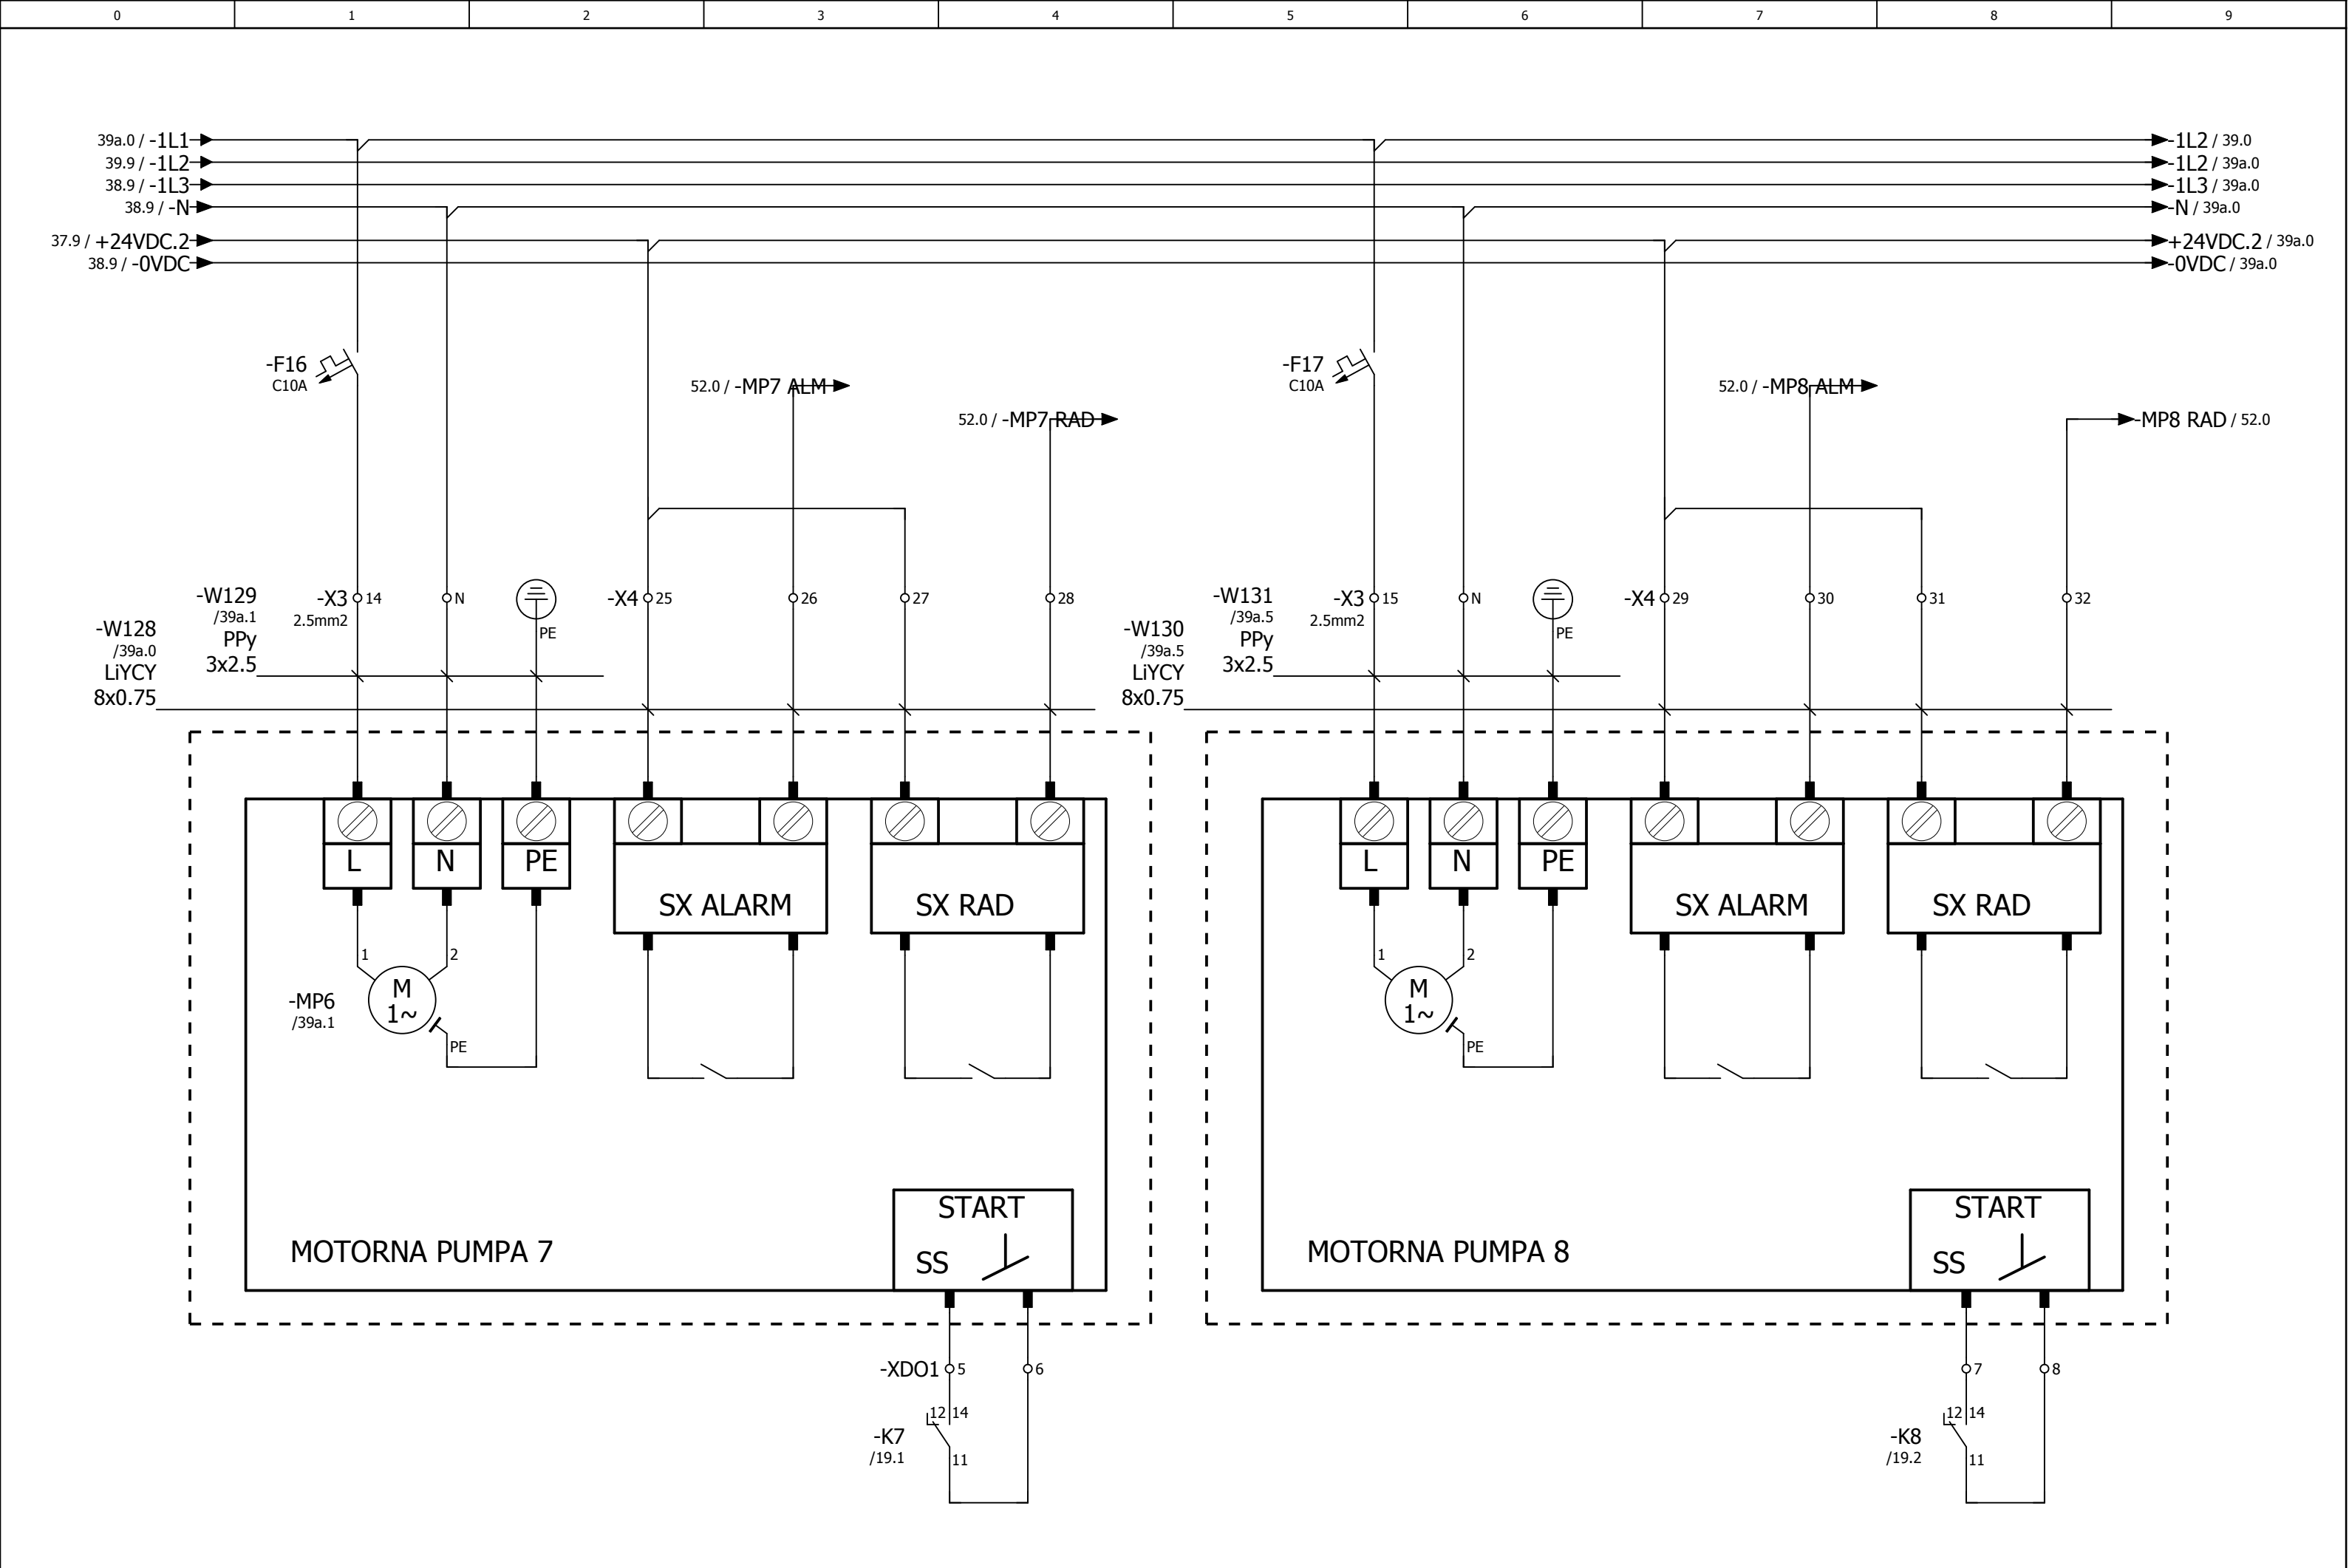 0 1 2 3 4 5 6 7 8 9
39a.0 / -1L1
-1L2 / 39.0
39.9 / -1L2
-1L2 / 39a.0
38.9 / -1L3
-1L3 / 39a.0
38.9 / -N
-N / 39a.0
37.9 / +24VDC.2
+24VDC.2 / 39a.0
38.9 / -0VDC
-0VDC / 39a.0
-F16
C10A
52.0 / -MP7 ALM
52.0 / -MP7 RAD
-F17
C10A
52.0 / -MP8 ALM
-MP8 RAD / 52.0
-W129
/39a.1
PPy
3x2.5
-W128
/39a.0
LiYCY
8x0.75
-X3 14 N
2.5mm2
PE
-X4 25 26 27 28
-W131
/39a.5
PPy
3x2.5
-W130
/39a.5
LiYCY
8x0.75
-X3 15 N
2.5mm2
PE
-X4 29 30 31 32
L N PE
SX ALARM
SX RAD
1 2
M
1~
-MP6
/39a.1
PE
START
SS
MOTORNA PUMPA 7
-XDO1 5 6
12 14
-K7
/19.1
11
L N PE
SX ALARM
SX RAD
1 2
M
1~
PE
START
SS
MOTORNA PUMPA 8
7 8
12 14
-K8
/19.2
11